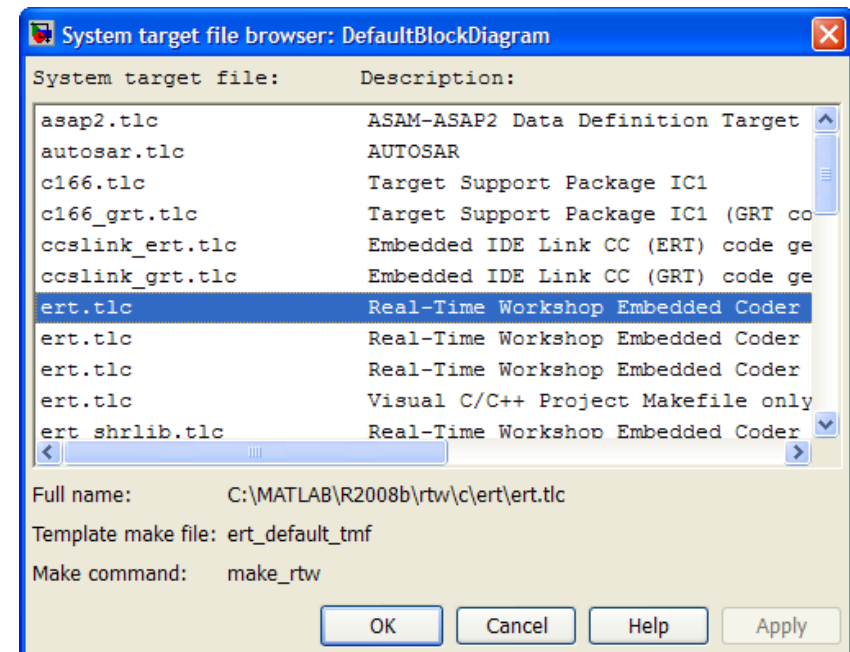 System target file browser: DefaultBlockDiagram
System target file: Description:
asap2.tlc ASAM-ASAP2 Data Definition Target
autosar.tlc AUTOSAR
c166.tlc Target Support Package IC1
c166_grt.tlc Target Support Package IC1 (GRT co
ccslink_ert.tlc Embedded IDE Link CC (ERT) code ge
ccslink_grt.tlc Embedded IDE Link CC (GRT) code ge
ert.tlc Real-Time Workshop Embedded Coder
ert.tlc Real-Time Workshop Embedded Coder
ert.tlc Real-Time Workshop Embedded Coder
ert.tlc Visual C/C++ Project Makefile only
ert_shrlib.tlc Real-Time Workshop Embedded Coder
Full name: C:\MATLAB\R2008b\rtw\c\ert\ert.tlc
Template make file: ert_default_tmf
Make command: make_rtw
OK Cancel Help Apply